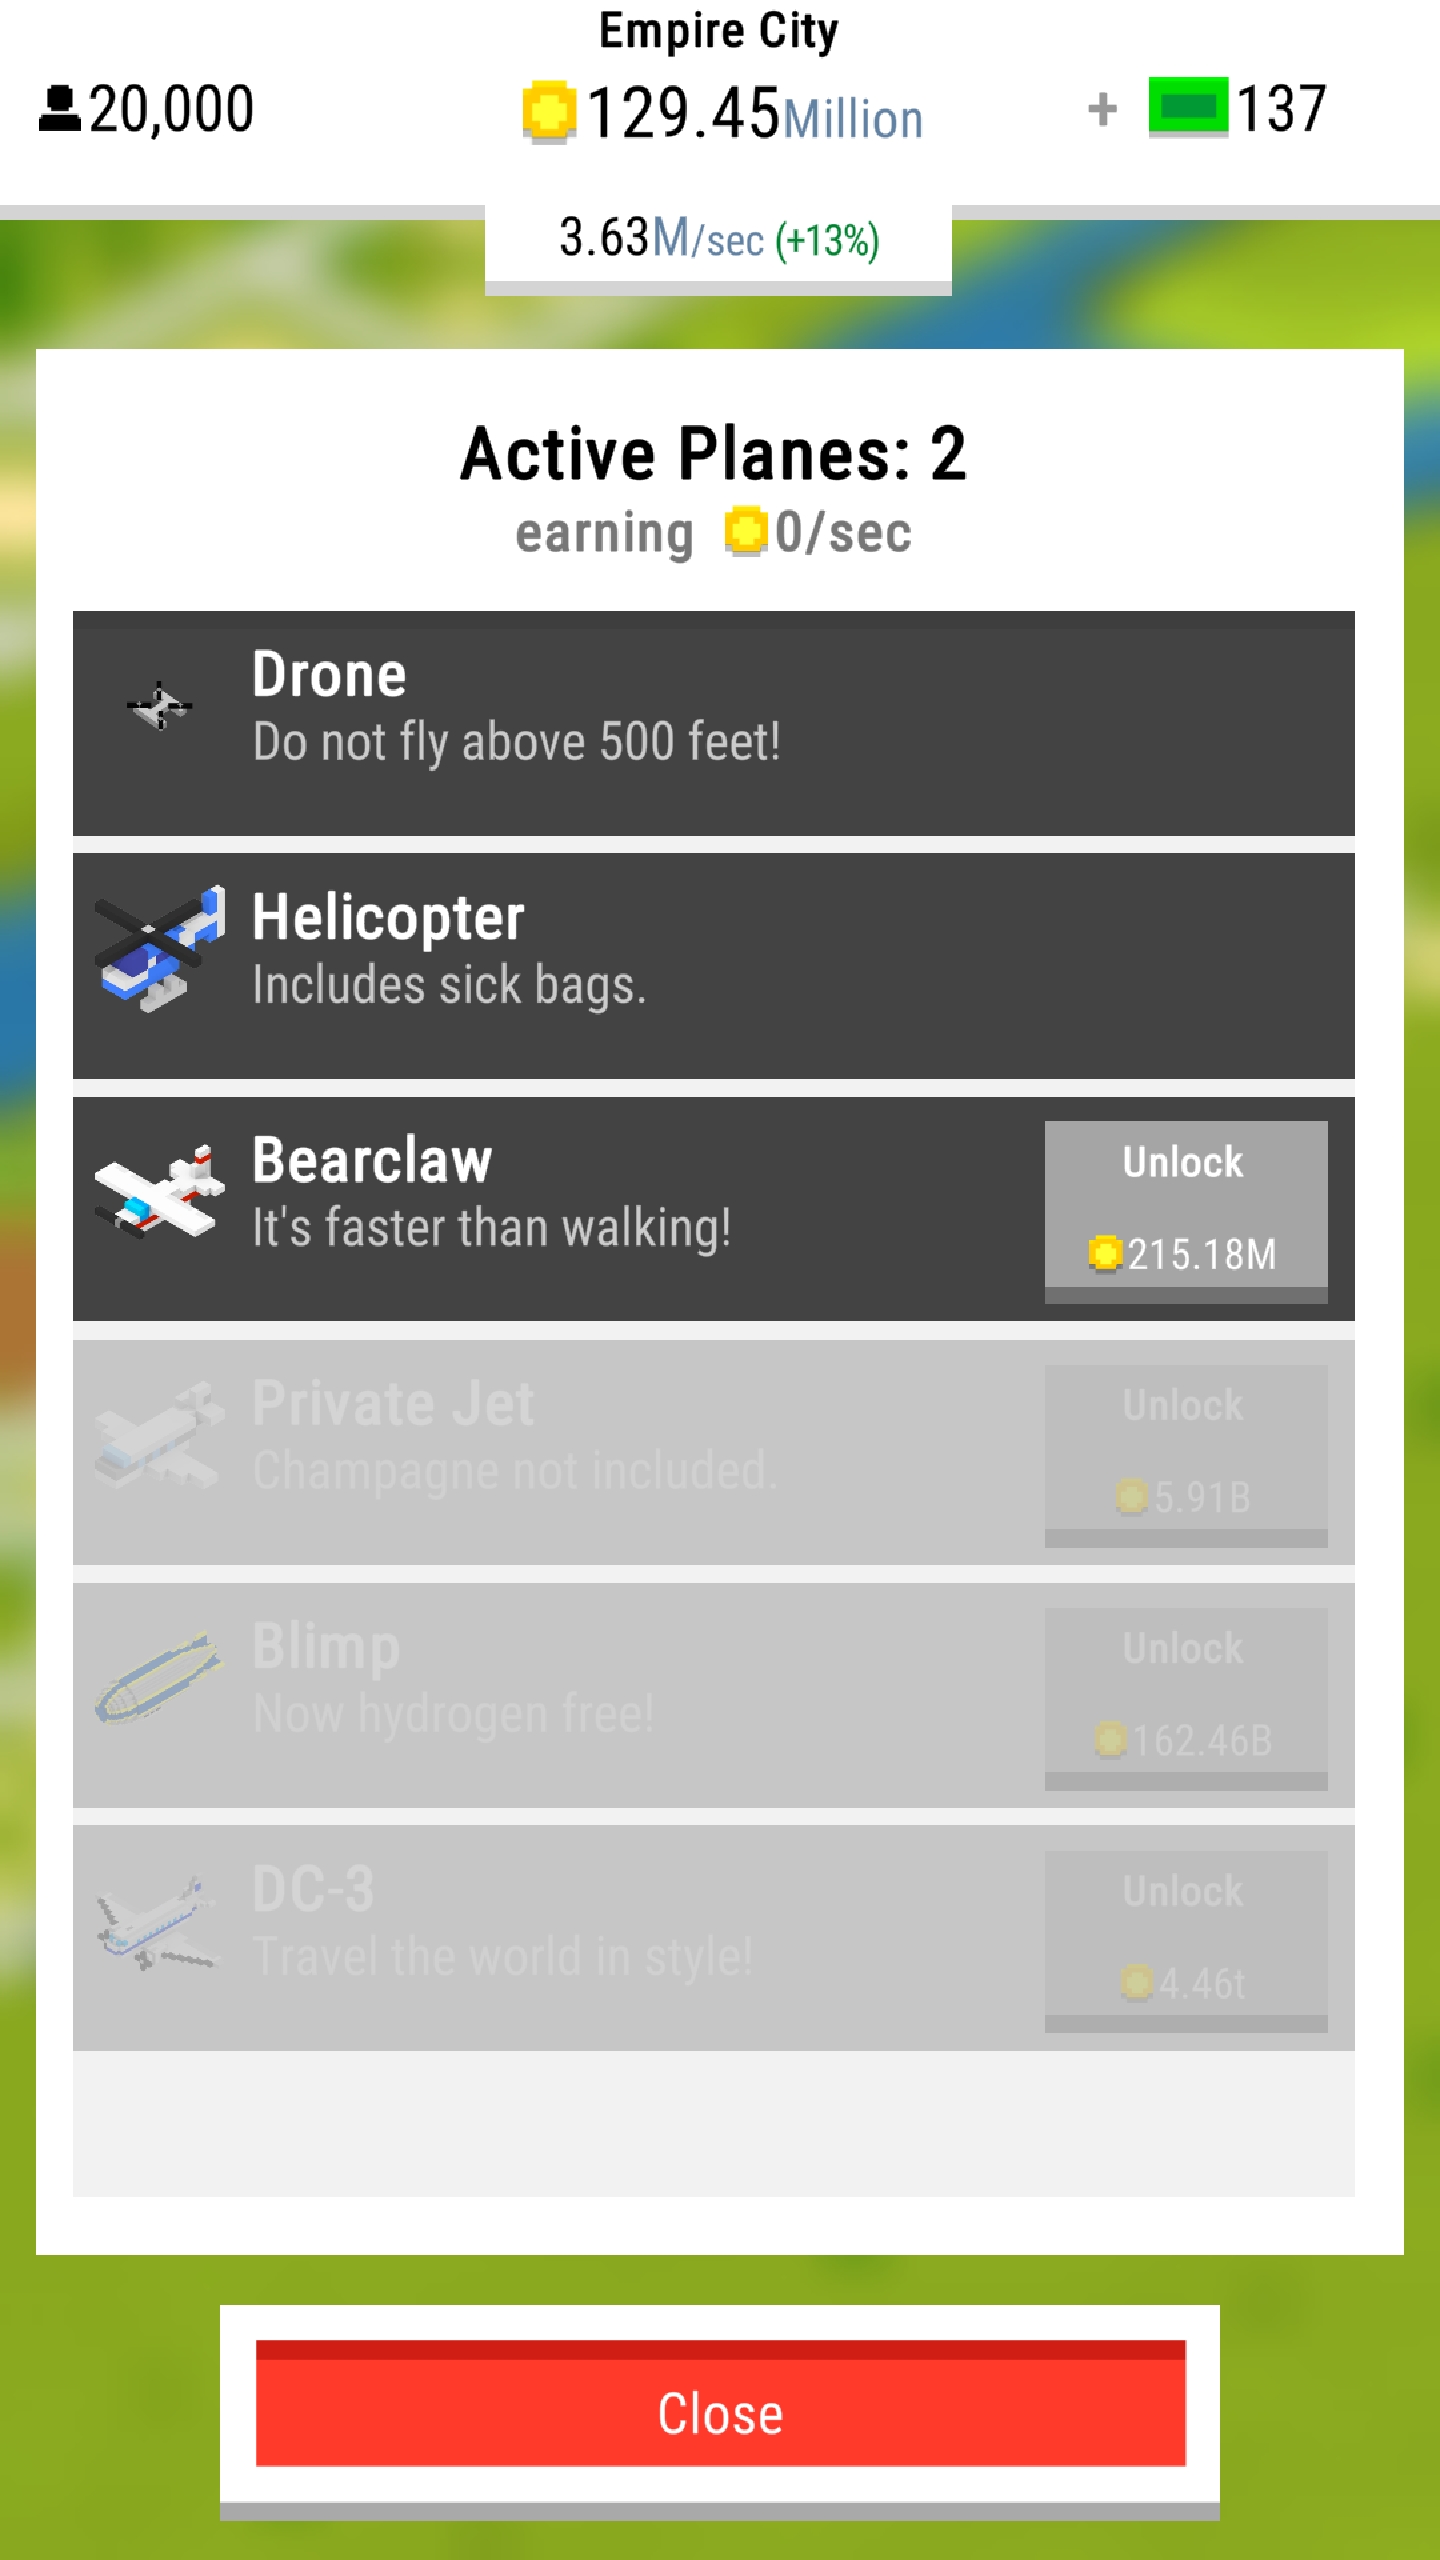 Empire City
20,000
129.45Million
+ 137
3.63M/sec (+13%)
Active Planes: 2
earning 0/sec
Drone
Do not fly above 500 feet!
Helicopter
Includes sick bags.
Bearclaw
It's faster than walking!
Unlock
215.18M
Private Jet
Champagne not included.
Unlock
5.91B
Blimp
Now hydrogen free!
Unlock
162.46B
DC-3
Travel the world in style!
Unlock
4.46t
Close